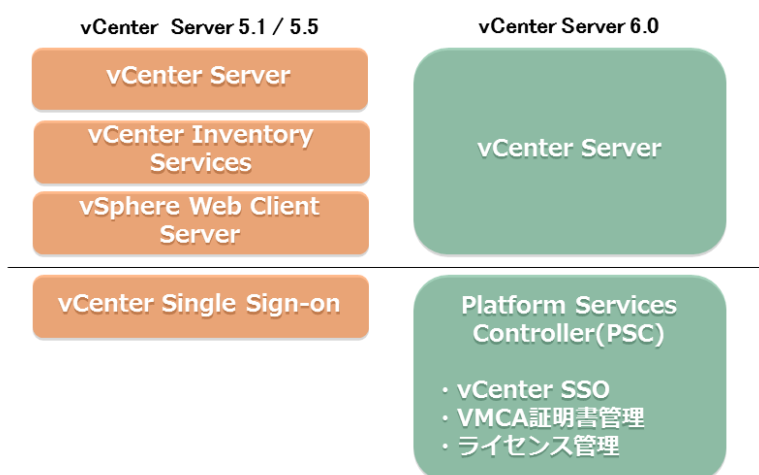 vCenter Server 5.1 / 5.5
vCenter Server
vCenter Inventory
Services
vSphere Web Client
Server
vCenter Single Sign-on
vCenter Server 6.0
vCenter Server
Platform Services
Controller(PSC)
・vCenter SSO
・VMCA証明書管理
・ライセンス管理